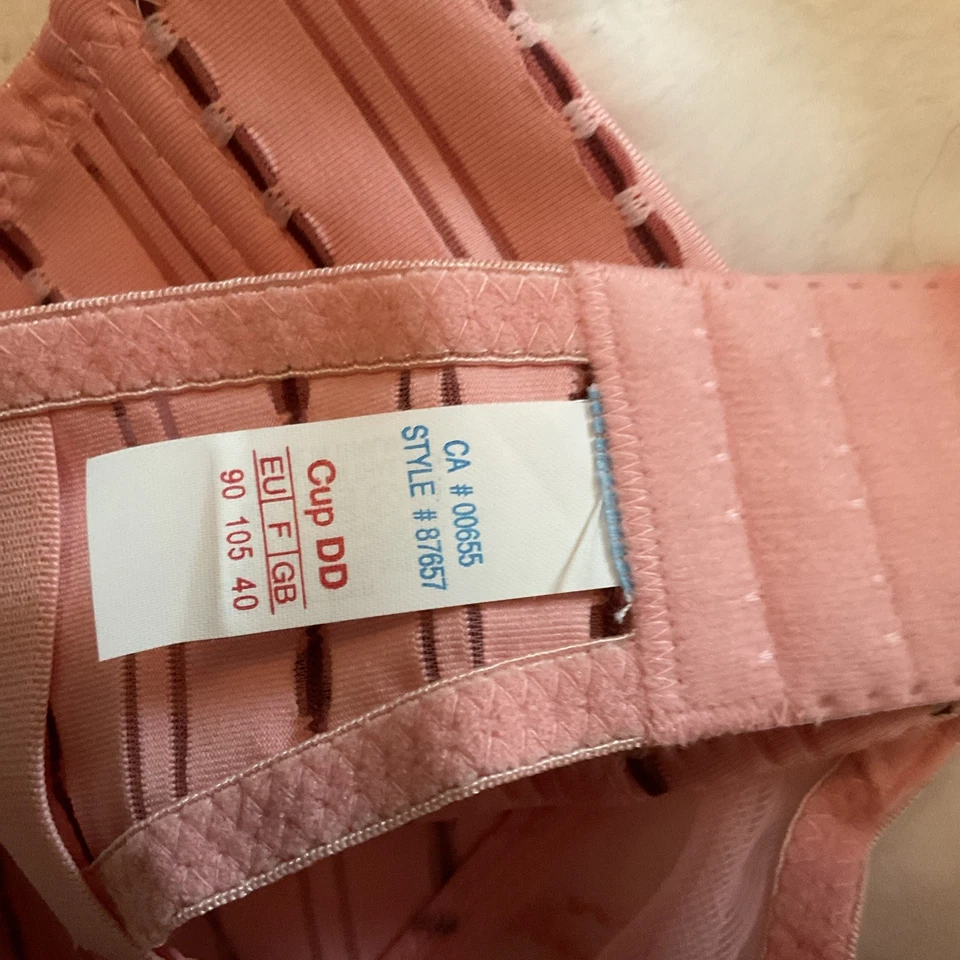 CA # 00655
STYLE # 87657
Cup DD
EU F GB
90 105 40